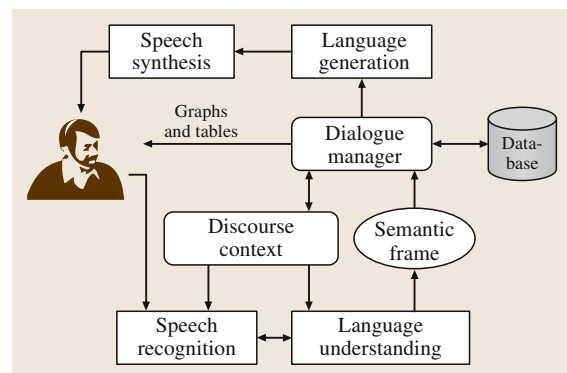 Speech
synthesis
Language
generation
Graphs
and tables
Dialogue
manager
Data-
base
Discourse
context
Semantic
frame
Speech
recognition
Language
understanding